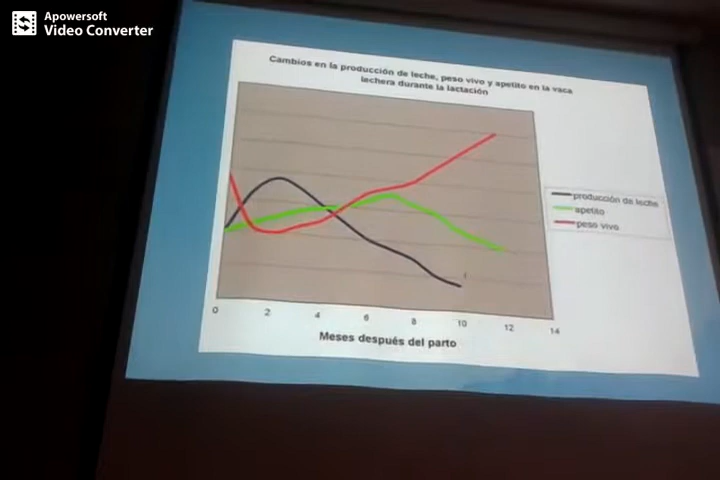 Apowersoft
Video Converter
Cambios en la producción de leche, peso vivo y apetito en la vaca
lechera durante la lactación
producción de leche
apetito
peso vivo
0 2 4 6 8 10 12 14
Meses después del parto